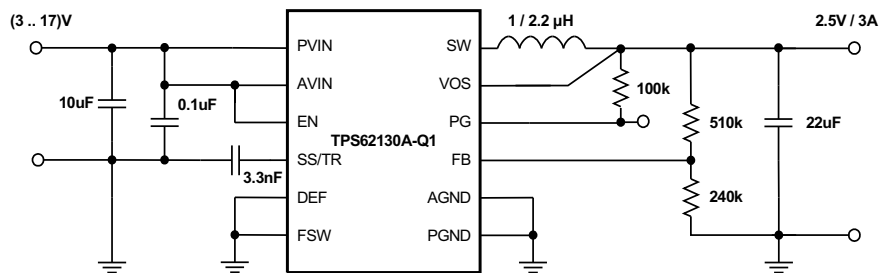 (3 .. 17)V
1 / 2.2 µH
2.5V / 3A
PVIN
SW
AVIN
VOS
100k
10uF
0.1uF
EN
PG
510k
22uF
TPS62130A-Q1
SS/TR
FB
3.3nF
DEF
AGND
240k
FSW
PGND